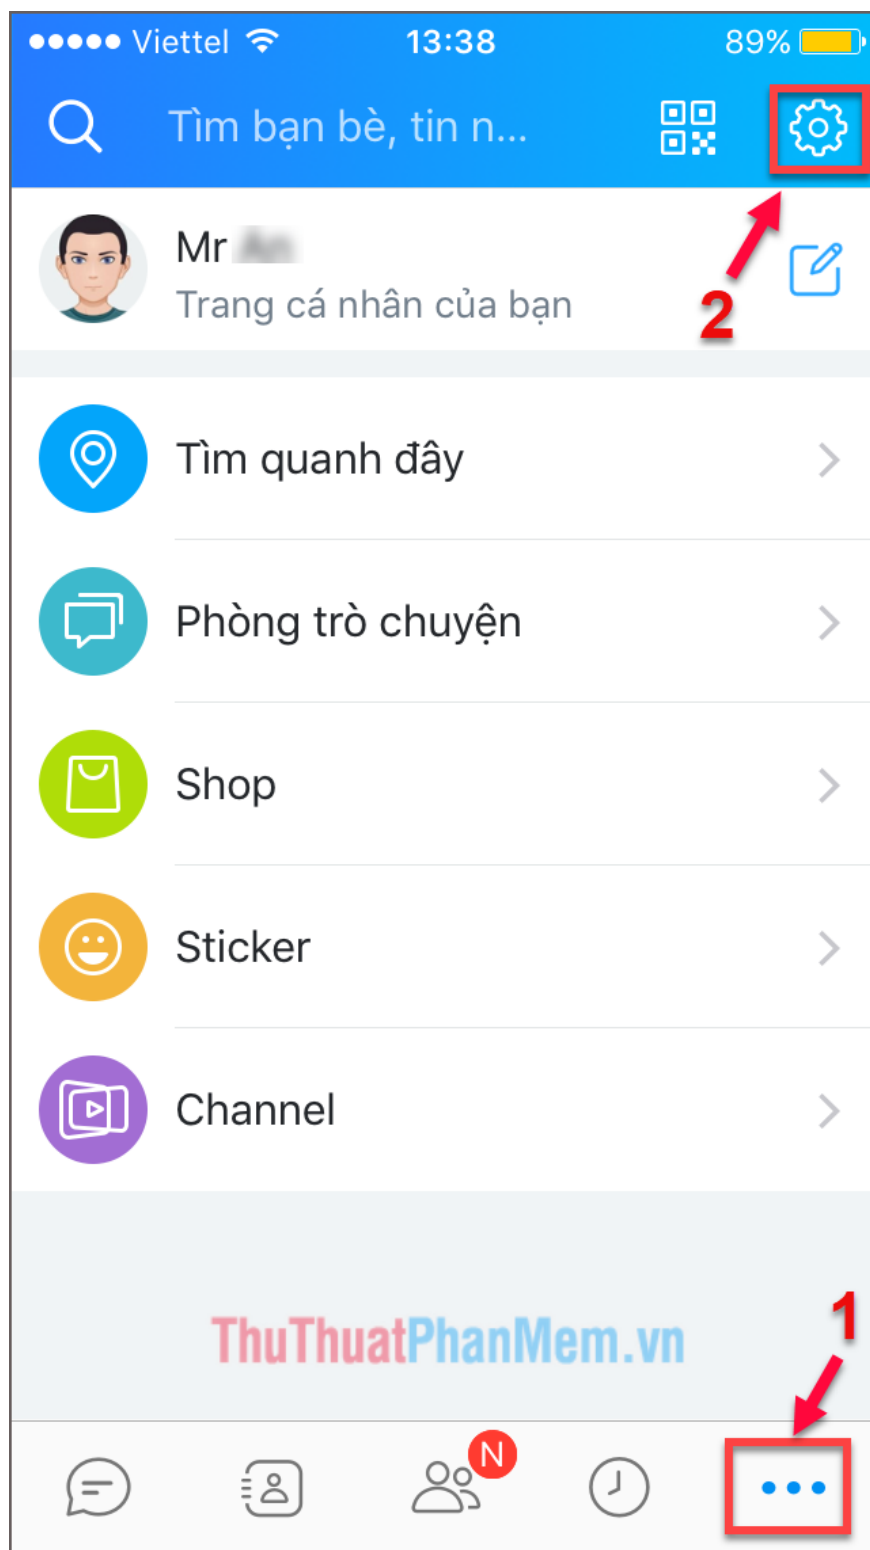 Viettel 13:38 89%
Tìm bạn bè, tin n...
Mr
Trang cá nhân của bạn
2
Tìm quanh đây
Phòng trò chuyện
Shop
Sticker
Channel
1
ThuThuatPhanMem.vn
N